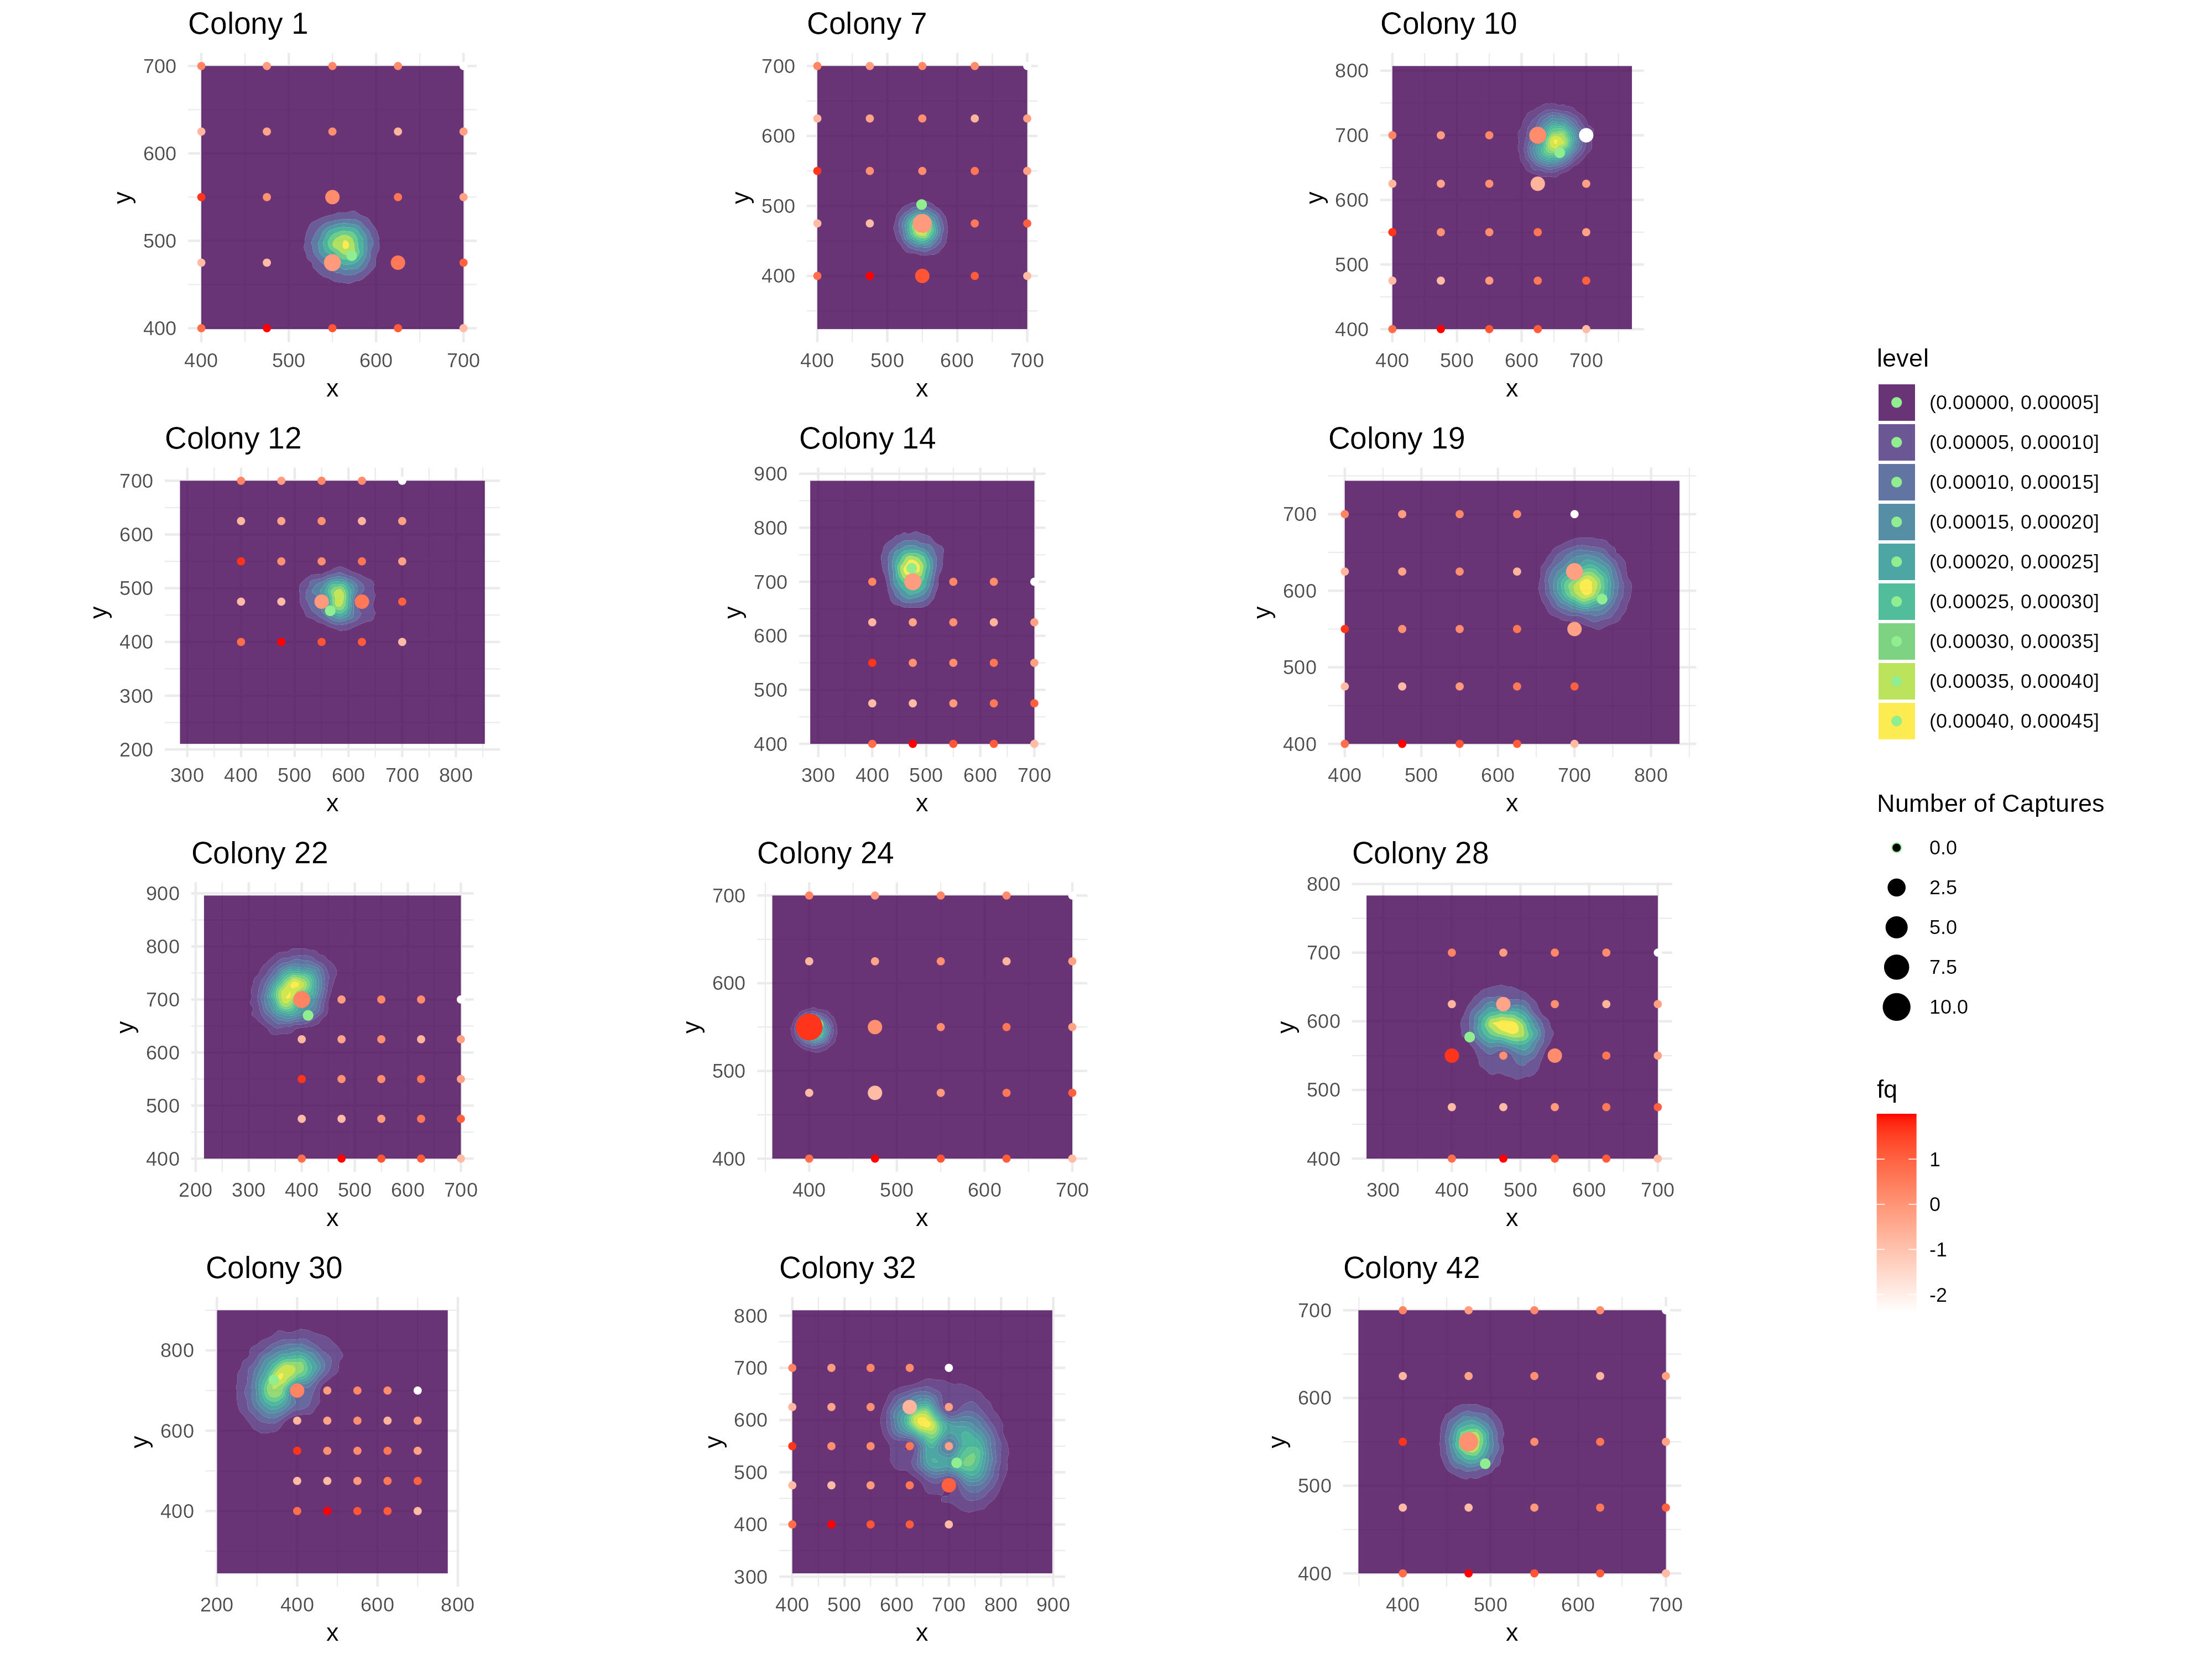 Colony 1
Colony 7
Colony 10
700
600
500
400
y
400 500 600 700
x
700
600
500
400
y
400 500 600 700
x
800
700
600
500
400
y
400 500 600 700
x
Colony 12
Colony 14
Colony 19
700
600
500
400
300
200
y
300 400 500 600 700 800
x
900
800
700
600
500
400
y
300 400 500 600 700
x
700
600
500
400
y
400 500 600 700 800
x
Colony 22
Colony 24
Colony 28
900
800
700
600
500
400
y
200 300 400 500 600 700
x
700
600
500
400
y
400 500 600 700
x
800
700
600
500
400
y
300 400 500 600 700
x
Colony 30
Colony 32
Colony 42
800
600
400
y
200 400 600 800
x
800
700
600
500
400
300
y
400 500 600 700 800 900
x
700
600
500
400
y
400 500 600 700
x
level
(0.00000, 0.00005]
(0.00005, 0.00010]
(0.00010, 0.00015]
(0.00015, 0.00020]
(0.00020, 0.00025]
(0.00025, 0.00030]
(0.00030, 0.00035]
(0.00035, 0.00040]
(0.00040, 0.00045]
Number of Captures
0.0
2.5
5.0
7.5
10.0
fq
1
0
-1
-2